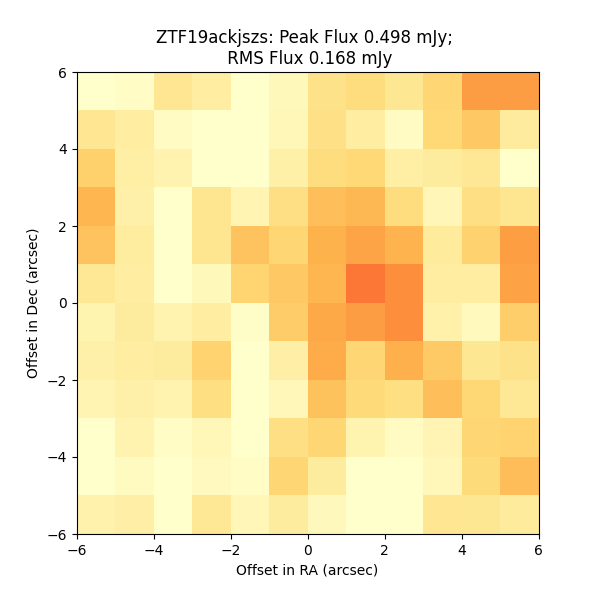 ZTF19ackjszs: Peak Flux 0.498 mJy;
RMS Flux 0.168 mJy
6
4
2
0
−2
−4
−6
Offset in Dec (arcsec)
−6 −4 −2 0 2 4 6
Offset in RA (arcsec)